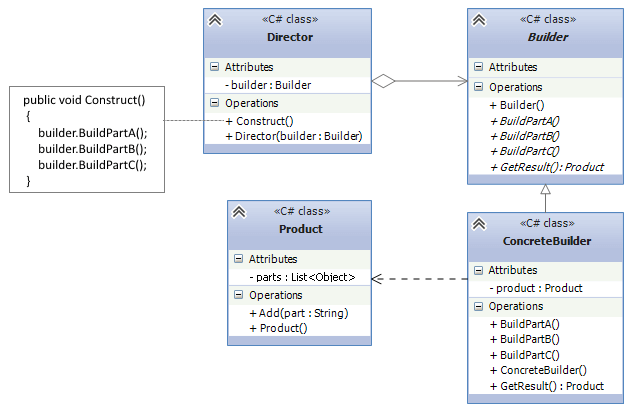 «C# class»
Director
Attributes
- builder : Builder
Operations
+ Construct()
+ Director(builder : Builder)
«C# class»
Builder
Attributes
Operations
+ Builder()
+ BuildPartA()
+ BuildPartB()
+ BuildPartC()
+ GetResult() : Product
public void Construct()
{
builder.BuildPartA();
builder.BuildPartB();
builder.BuildPartC();
}
«C# class»
Product
Attributes
- parts : List<Object>
Operations
+ Add(part : String)
+ Product()
«C# class»
ConcreteBuilder
Attributes
- product : Product
Operations
+ BuildPartA()
+ BuildPartB()
+ BuildPartC()
+ ConcreteBuilder()
+ GetResult() : Product